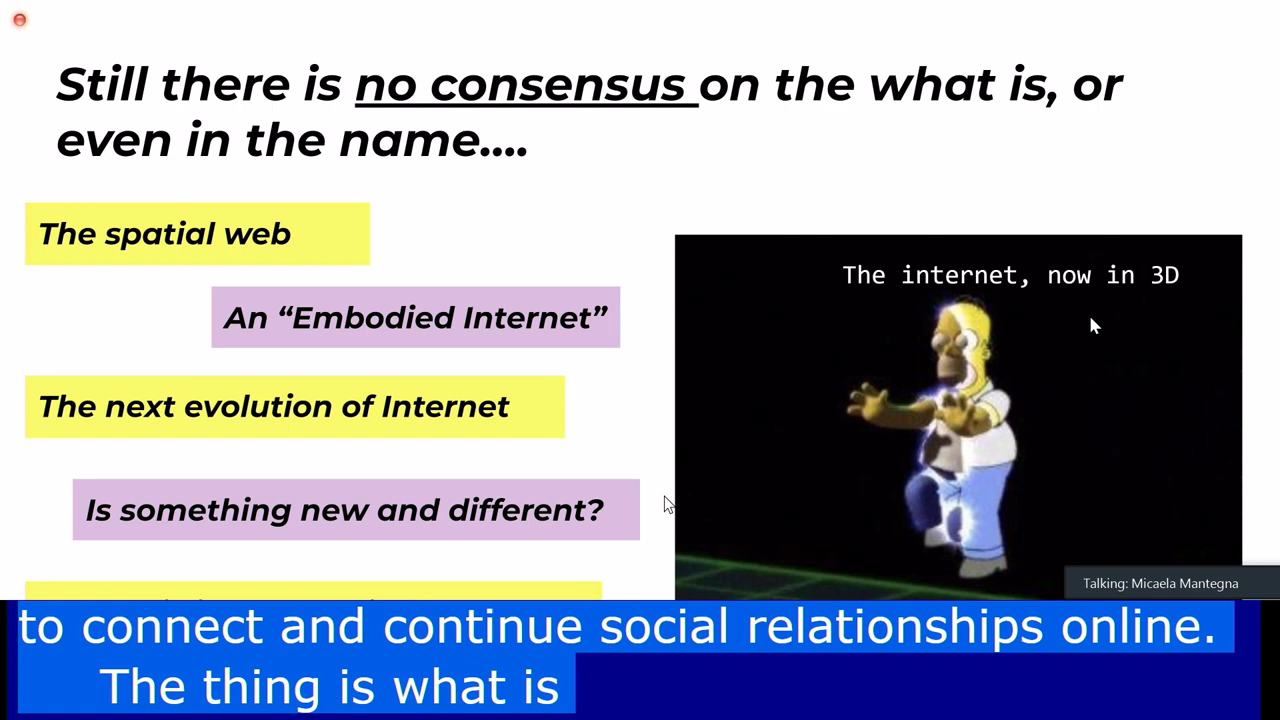 Still there is no consensus on the what is, or
even in the name....
The spatial web
An “Embodied Internet”
The next evolution of Internet
Is something new and different?
The internet, now in 3D
Talking: Micaela Mantegna
to connect and continue social relationships online.
The thing is what is